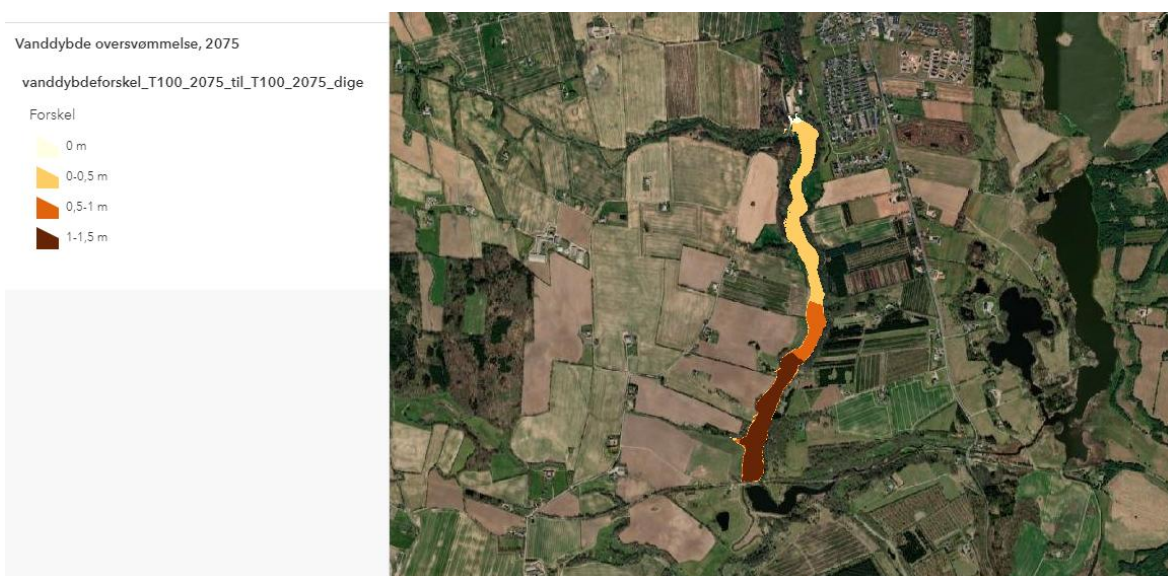 Vanddybde oversvømmelse, 2075
vanddybdeforskel_T100_2075_til_T100_2075_dige
Forskel
0 m
0-0,5 m
0,5-1 m
1-1,5 m